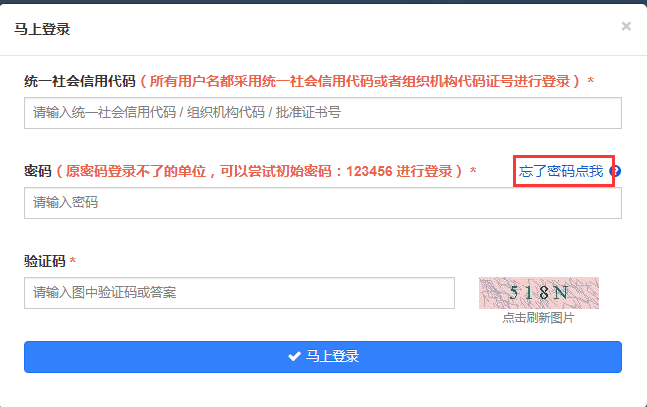 马上登录
×
统一社会信用代码（所有用户名都采用统一社会信用代码或者组织机构代码证号进行登录）*
请输入统一社会信用代码 / 组织机构代码 / 批准证书号
密码（原密码登录不了的单位，可以尝试初始密码：123456 进行登录）* 忘了密码点我 ?
请输入密码
验证码 *
请输入图中验证码或答案
518N
点击刷新图片
马上登录